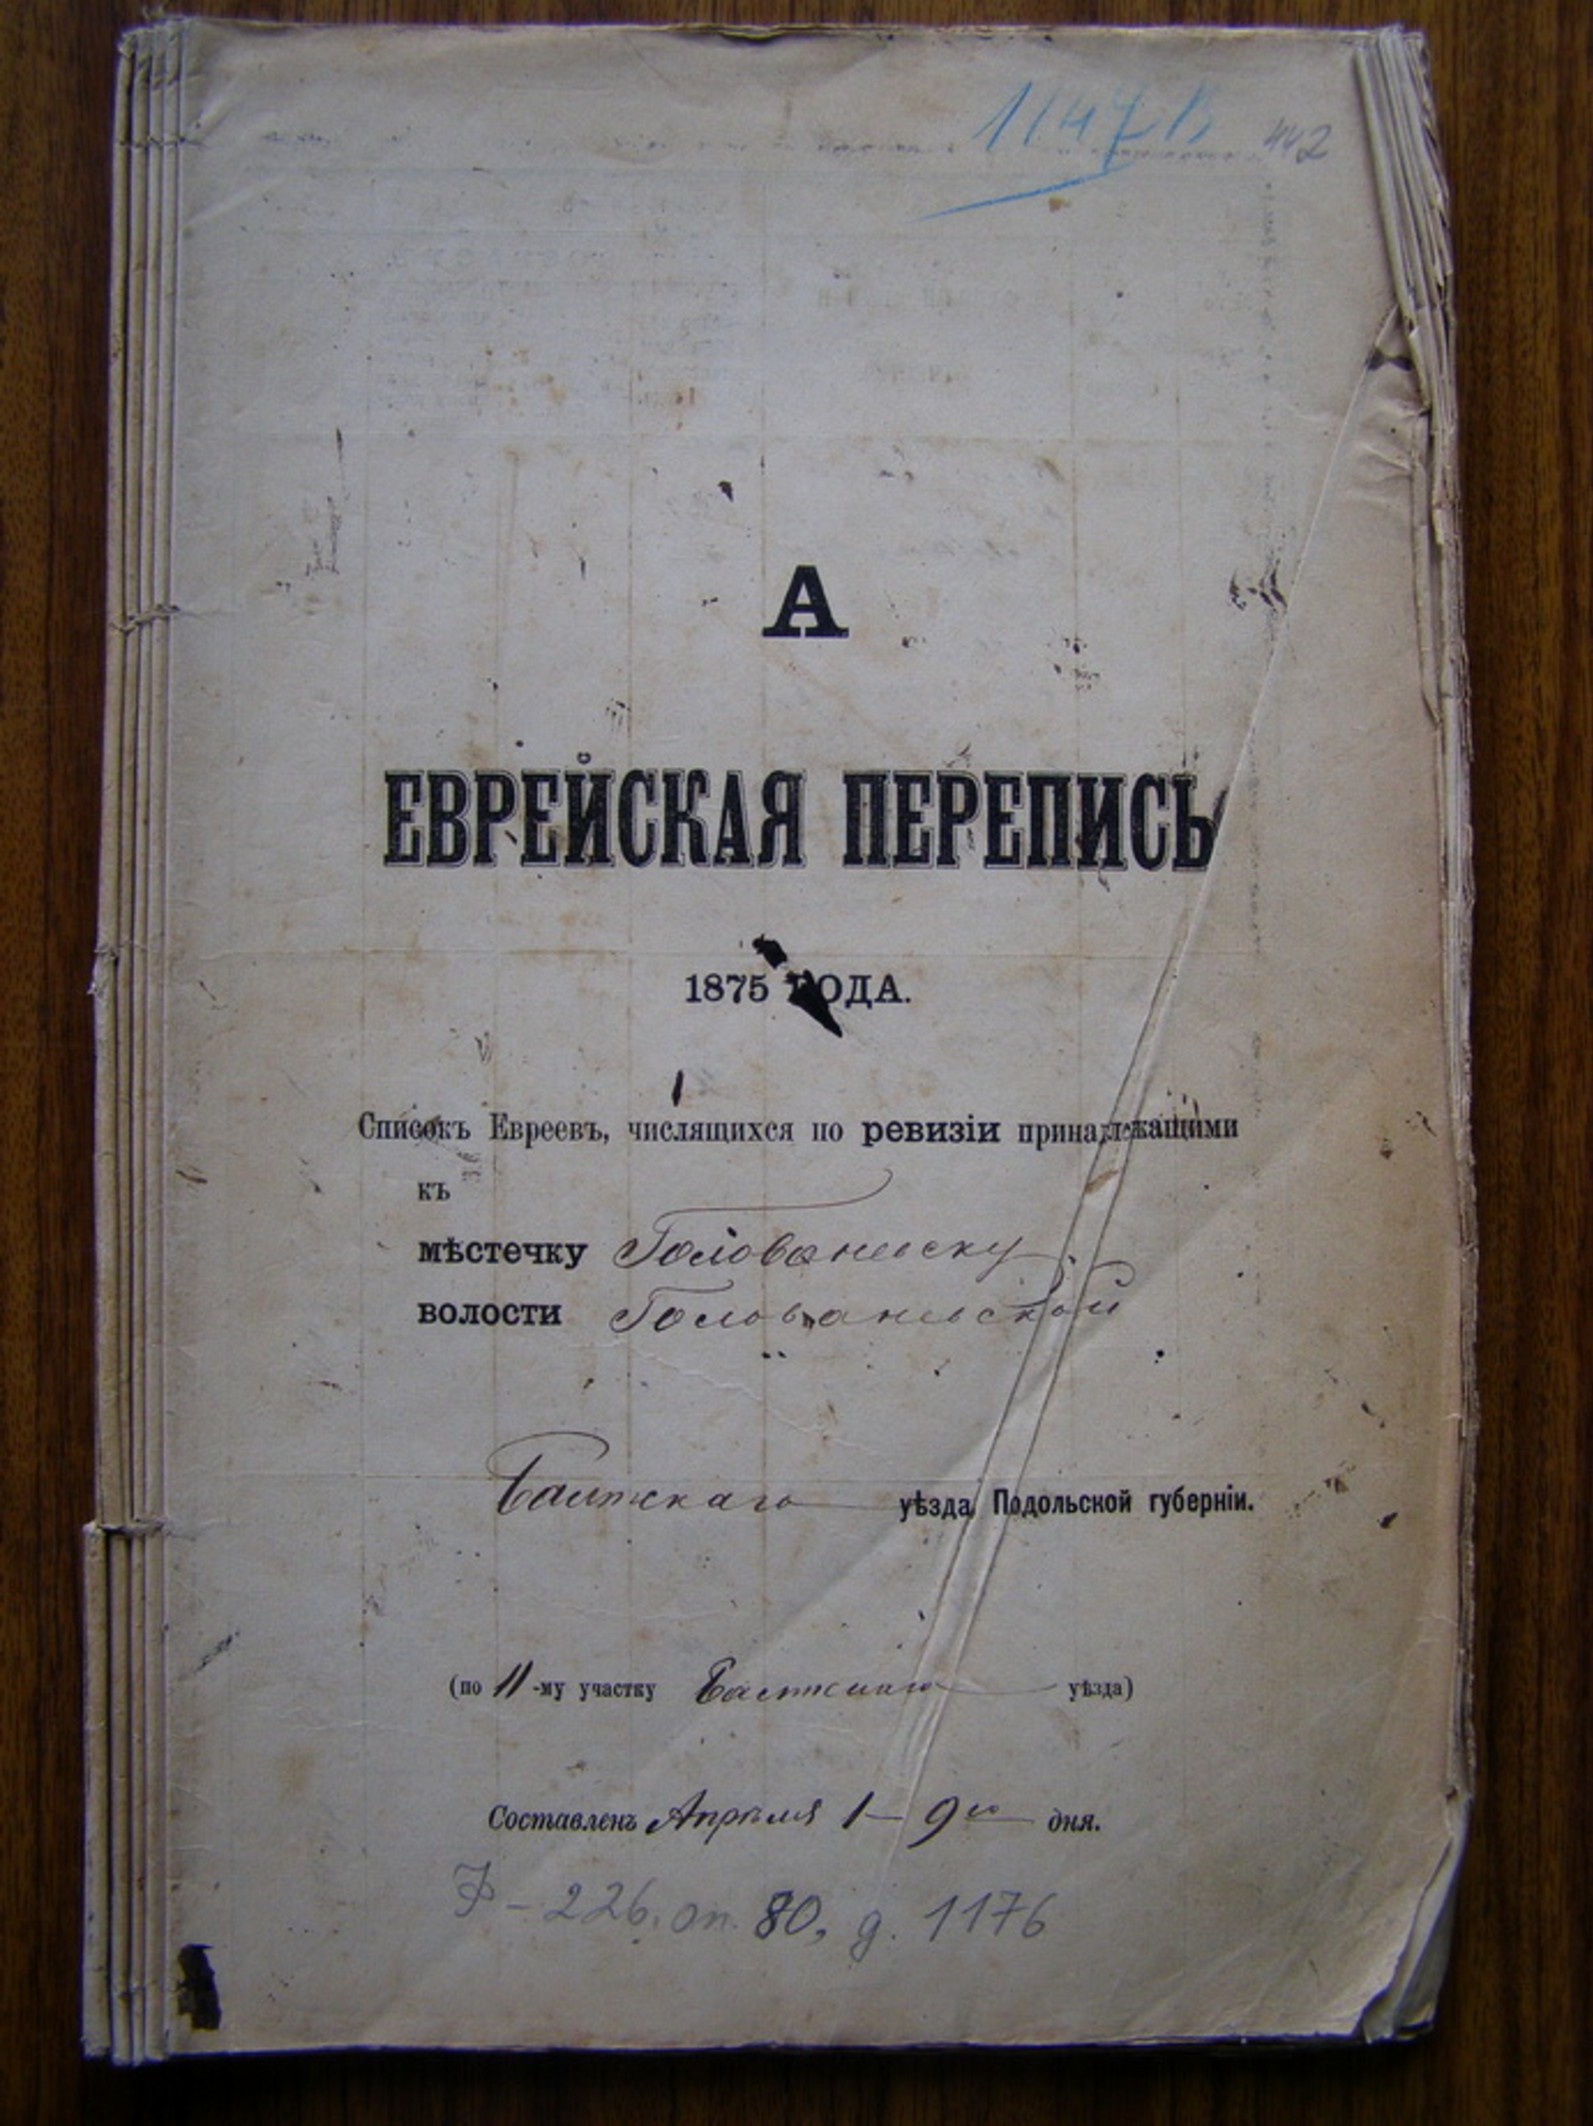 1147 В 442
А
ЕВРЕЙСКАЯ ПЕРЕПИСЬ
1875 ГОДА.
Списокъ Евреевъ, числящихся по ревизіи принадлежащими
къ
мѣстечку Голованевску
волости Голованевской
Балтскаго уѣзда Подольской губерніи.
(по 11-му участку Балтскаго уѣзда)
Составленъ Апрѣля 1 — 9го дня.
Ф – 226, оп. 80, д. 1176